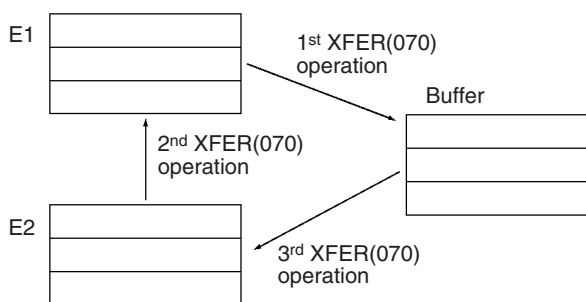 E1
1st XFER(070)
operation
Buffer
2nd XFER(070)
operation
E2
3rd XFER(070)
operation